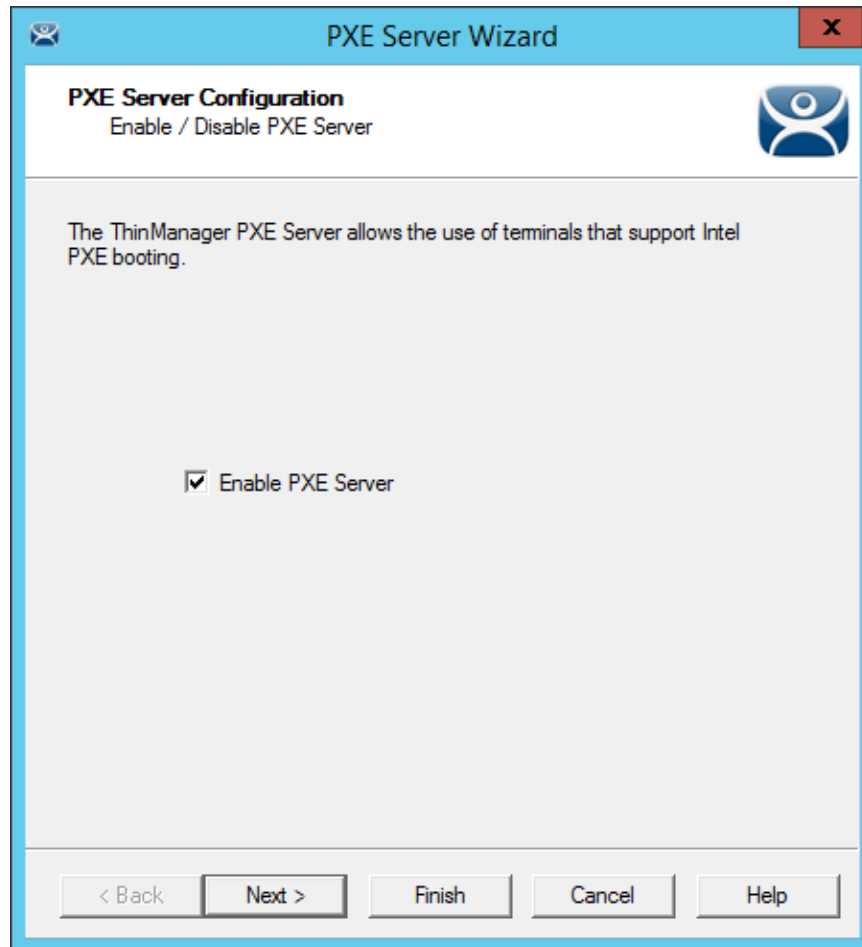 PXE Server Wizard
x
PXE Server Configuration
Enable / Disable PXE Server
The ThinManager PXE Server allows the use of terminals that support Intel
PXE booting.
Enable PXE Server
< Back Next > Finish Cancel Help